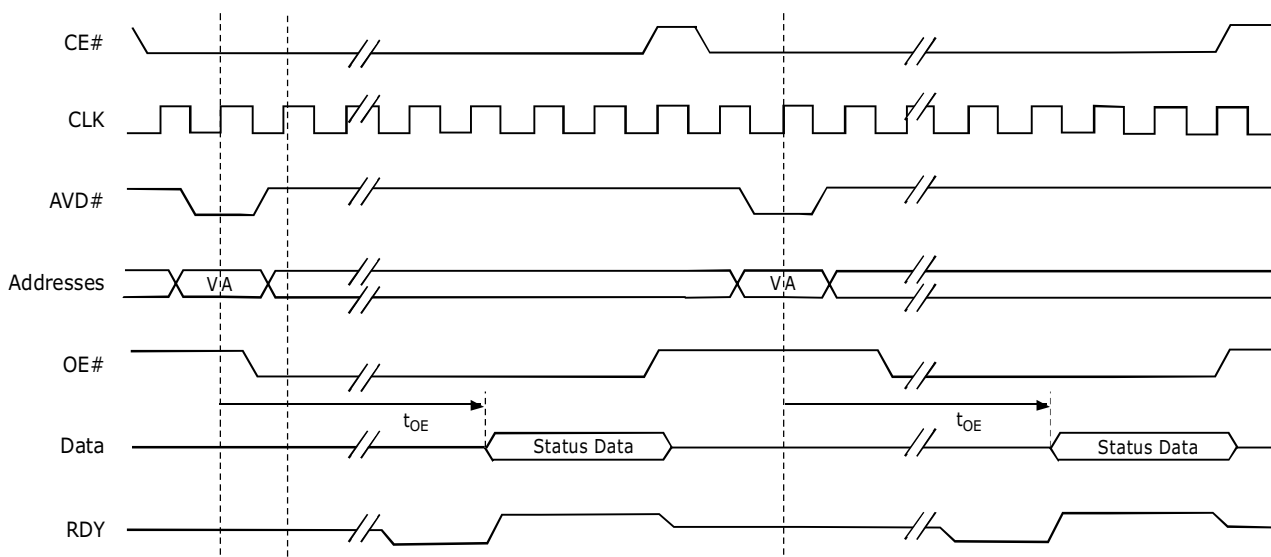 CE#
CLK
AVD#
Addresses VA VA
OE#
tOE tOE
Data Status Data Status Data
RDY